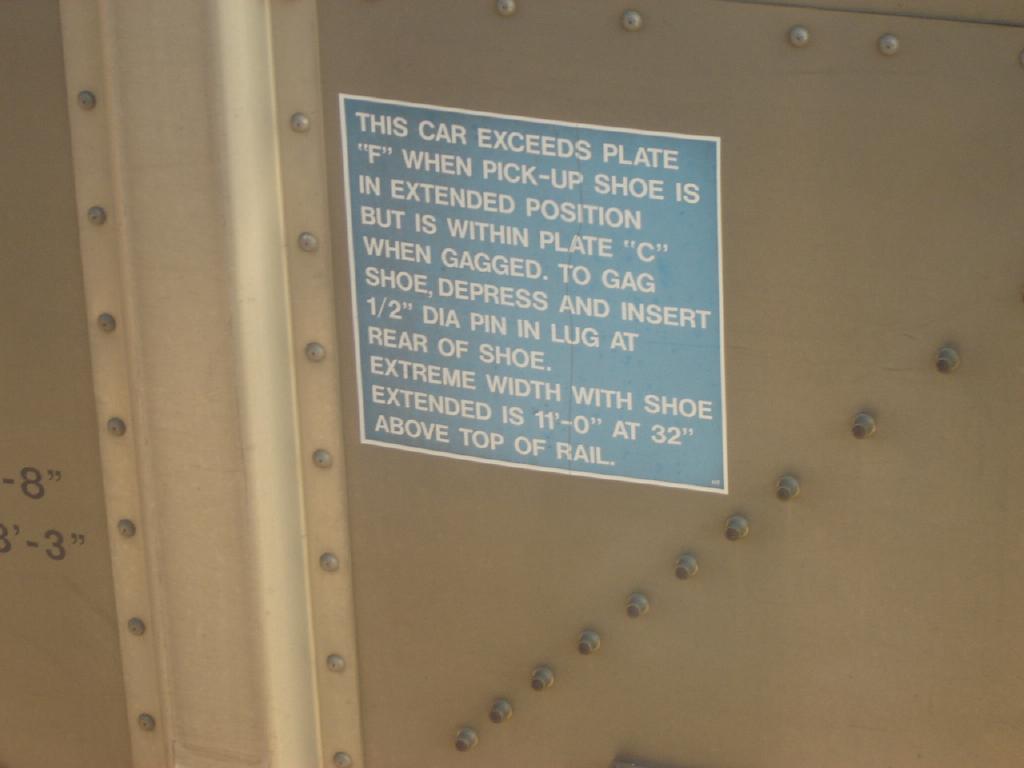 THIS CAR EXCEEDS PLATE
"F" WHEN PICK-UP SHOE IS
IN EXTENDED POSITION
BUT IS WITHIN PLATE "C"
WHEN GAGGED. TO GAG
SHOE, DEPRESS AND INSERT
1/2" DIA PIN IN LUG AT
REAR OF SHOE.
EXTREME WIDTH WITH SHOE
EXTENDED IS 11'-0" AT 32"
ABOVE TOP OF RAIL.
-8"
'-3"